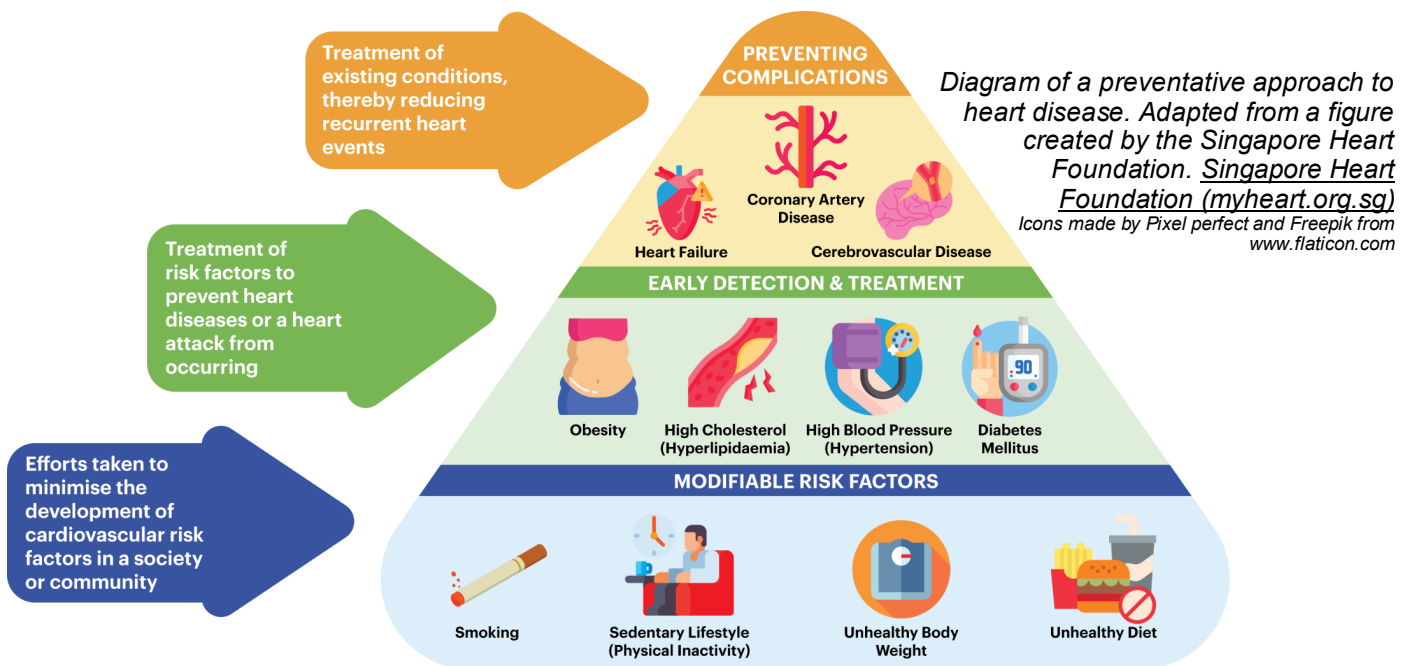 Treatment of
existing conditions,
thereby reducing
recurrent heart
events
PREVENTING
COMPLICATIONS
Diagram of a preventative approach to
heart disease. Adapted from a figure
created by the Singapore Heart
Foundation. Singapore Heart
Foundation (myheart.org.sg)
Icons made by Pixel perfect and Freepik from
www.flaticon.com
Coronary Artery
Disease
Heart Failure
Cerebrovascular Disease
Treatment of
risk factors to
prevent heart
diseases or a heart
attack from
occurring
EARLY DETECTION & TREATMENT
90
Obesity
High Cholesterol
(Hyperlipidaemia)
High Blood Pressure
(Hypertension)
Diabetes
Mellitus
Efforts taken to
minimise the
development of
cardiovascular risk
factors in a society
or community
MODIFIABLE RISK FACTORS
Smoking
Sedentary Lifestyle
(Physical Inactivity)
Unhealthy Body
Weight
Unhealthy Diet